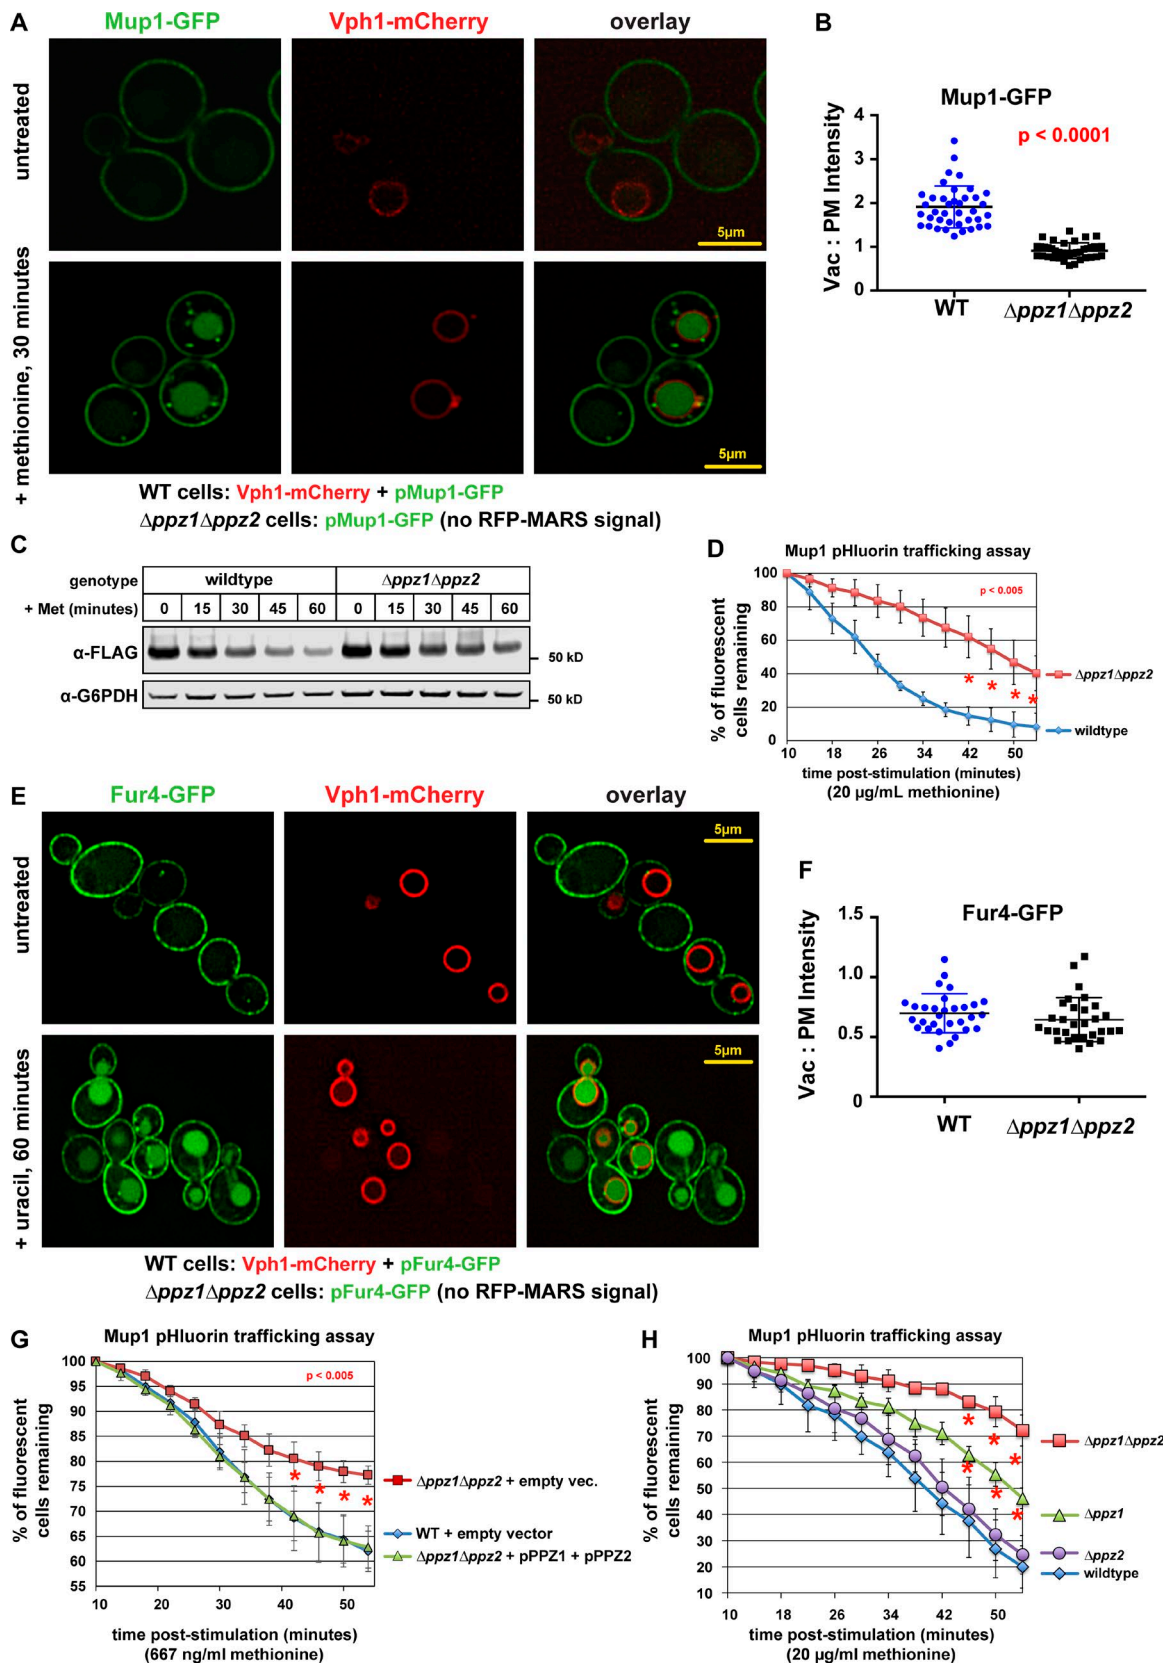 A
Mup1-GFP
Vph1-mCherry
overlay
untreated
5µm
+ methionine, 30 minutes
5µm
WT cells: Vph1-mCherry + pMup1-GFP
Δppz1Δppz2 cells: pMup1-GFP (no RFP-MARS signal)
B
Mup1-GFP
p < 0.0001
Vac : PM Intensity
4
3
2
1
0
WT
Δppz1Δppz2
C
genotype
wildtype
Δppz1Δppz2
+ Met (minutes)
0 15 30 45 60 0 15 30 45 60
α-FLAG
50 kD
α-G6PDH
50 kD
D
Mup1 pHluorin trafficking assay
% of fluorescent
cells remaining
100
80
60
40
20
0
p < 0.005
* * * *
Δppz1Δppz2
wildtype
10 18 26 34 42 50
time post-stimulation (minutes)
(20 µg/mL methionine)
E
Fur4-GFP
Vph1-mCherry
overlay
untreated
5µm
+ uracil, 60 minutes
5µm
WT cells: Vph1-mCherry + pFur4-GFP
Δppz1Δppz2 cells: pFur4-GFP (no RFP-MARS signal)
F
Fur4-GFP
Vac : PM Intensity
1.5
1.0
0.5
0
WT
Δppz1Δppz2
G
Mup1 pHluorin trafficking assay
% of fluorescent
cells remaining
100
95
90
85
80
75
70
65
60
55
p < 0.005
* * * *
Δppz1Δppz2 + empty vec.
WT + empty vector
Δppz1Δppz2 + pPPZ1 + pPPZ2
10 20 30 40 50
time post-stimulation (minutes)
(667 ng/ml methionine)
H
Mup1 pHluorin trafficking assay
% of fluorescent
cells remaining
100
90
80
70
60
50
40
30
20
10
* * *
* * *
Δppz1Δppz2
Δppz1
Δppz2
wildtype
10 18 26 34 42 50
time post-stimulation (minutes)
(20 µg/ml methionine)